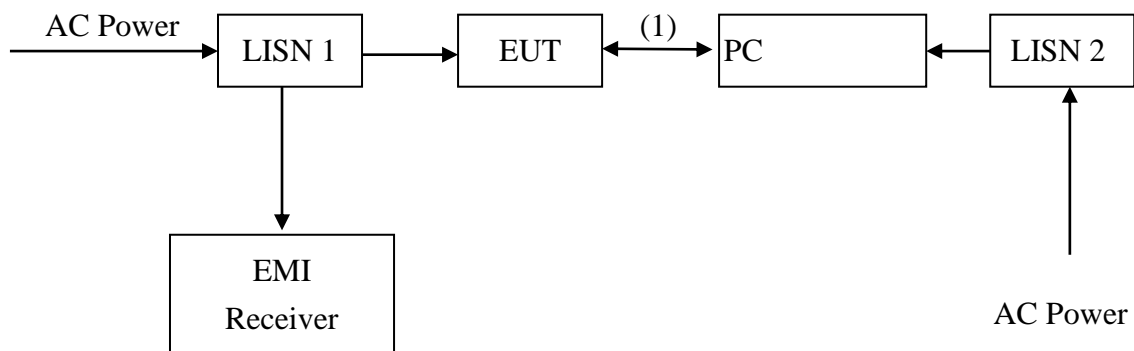 AC Power
LISN 1
EUT
(1)
PC
LISN 2
EMI
Receiver
AC Power